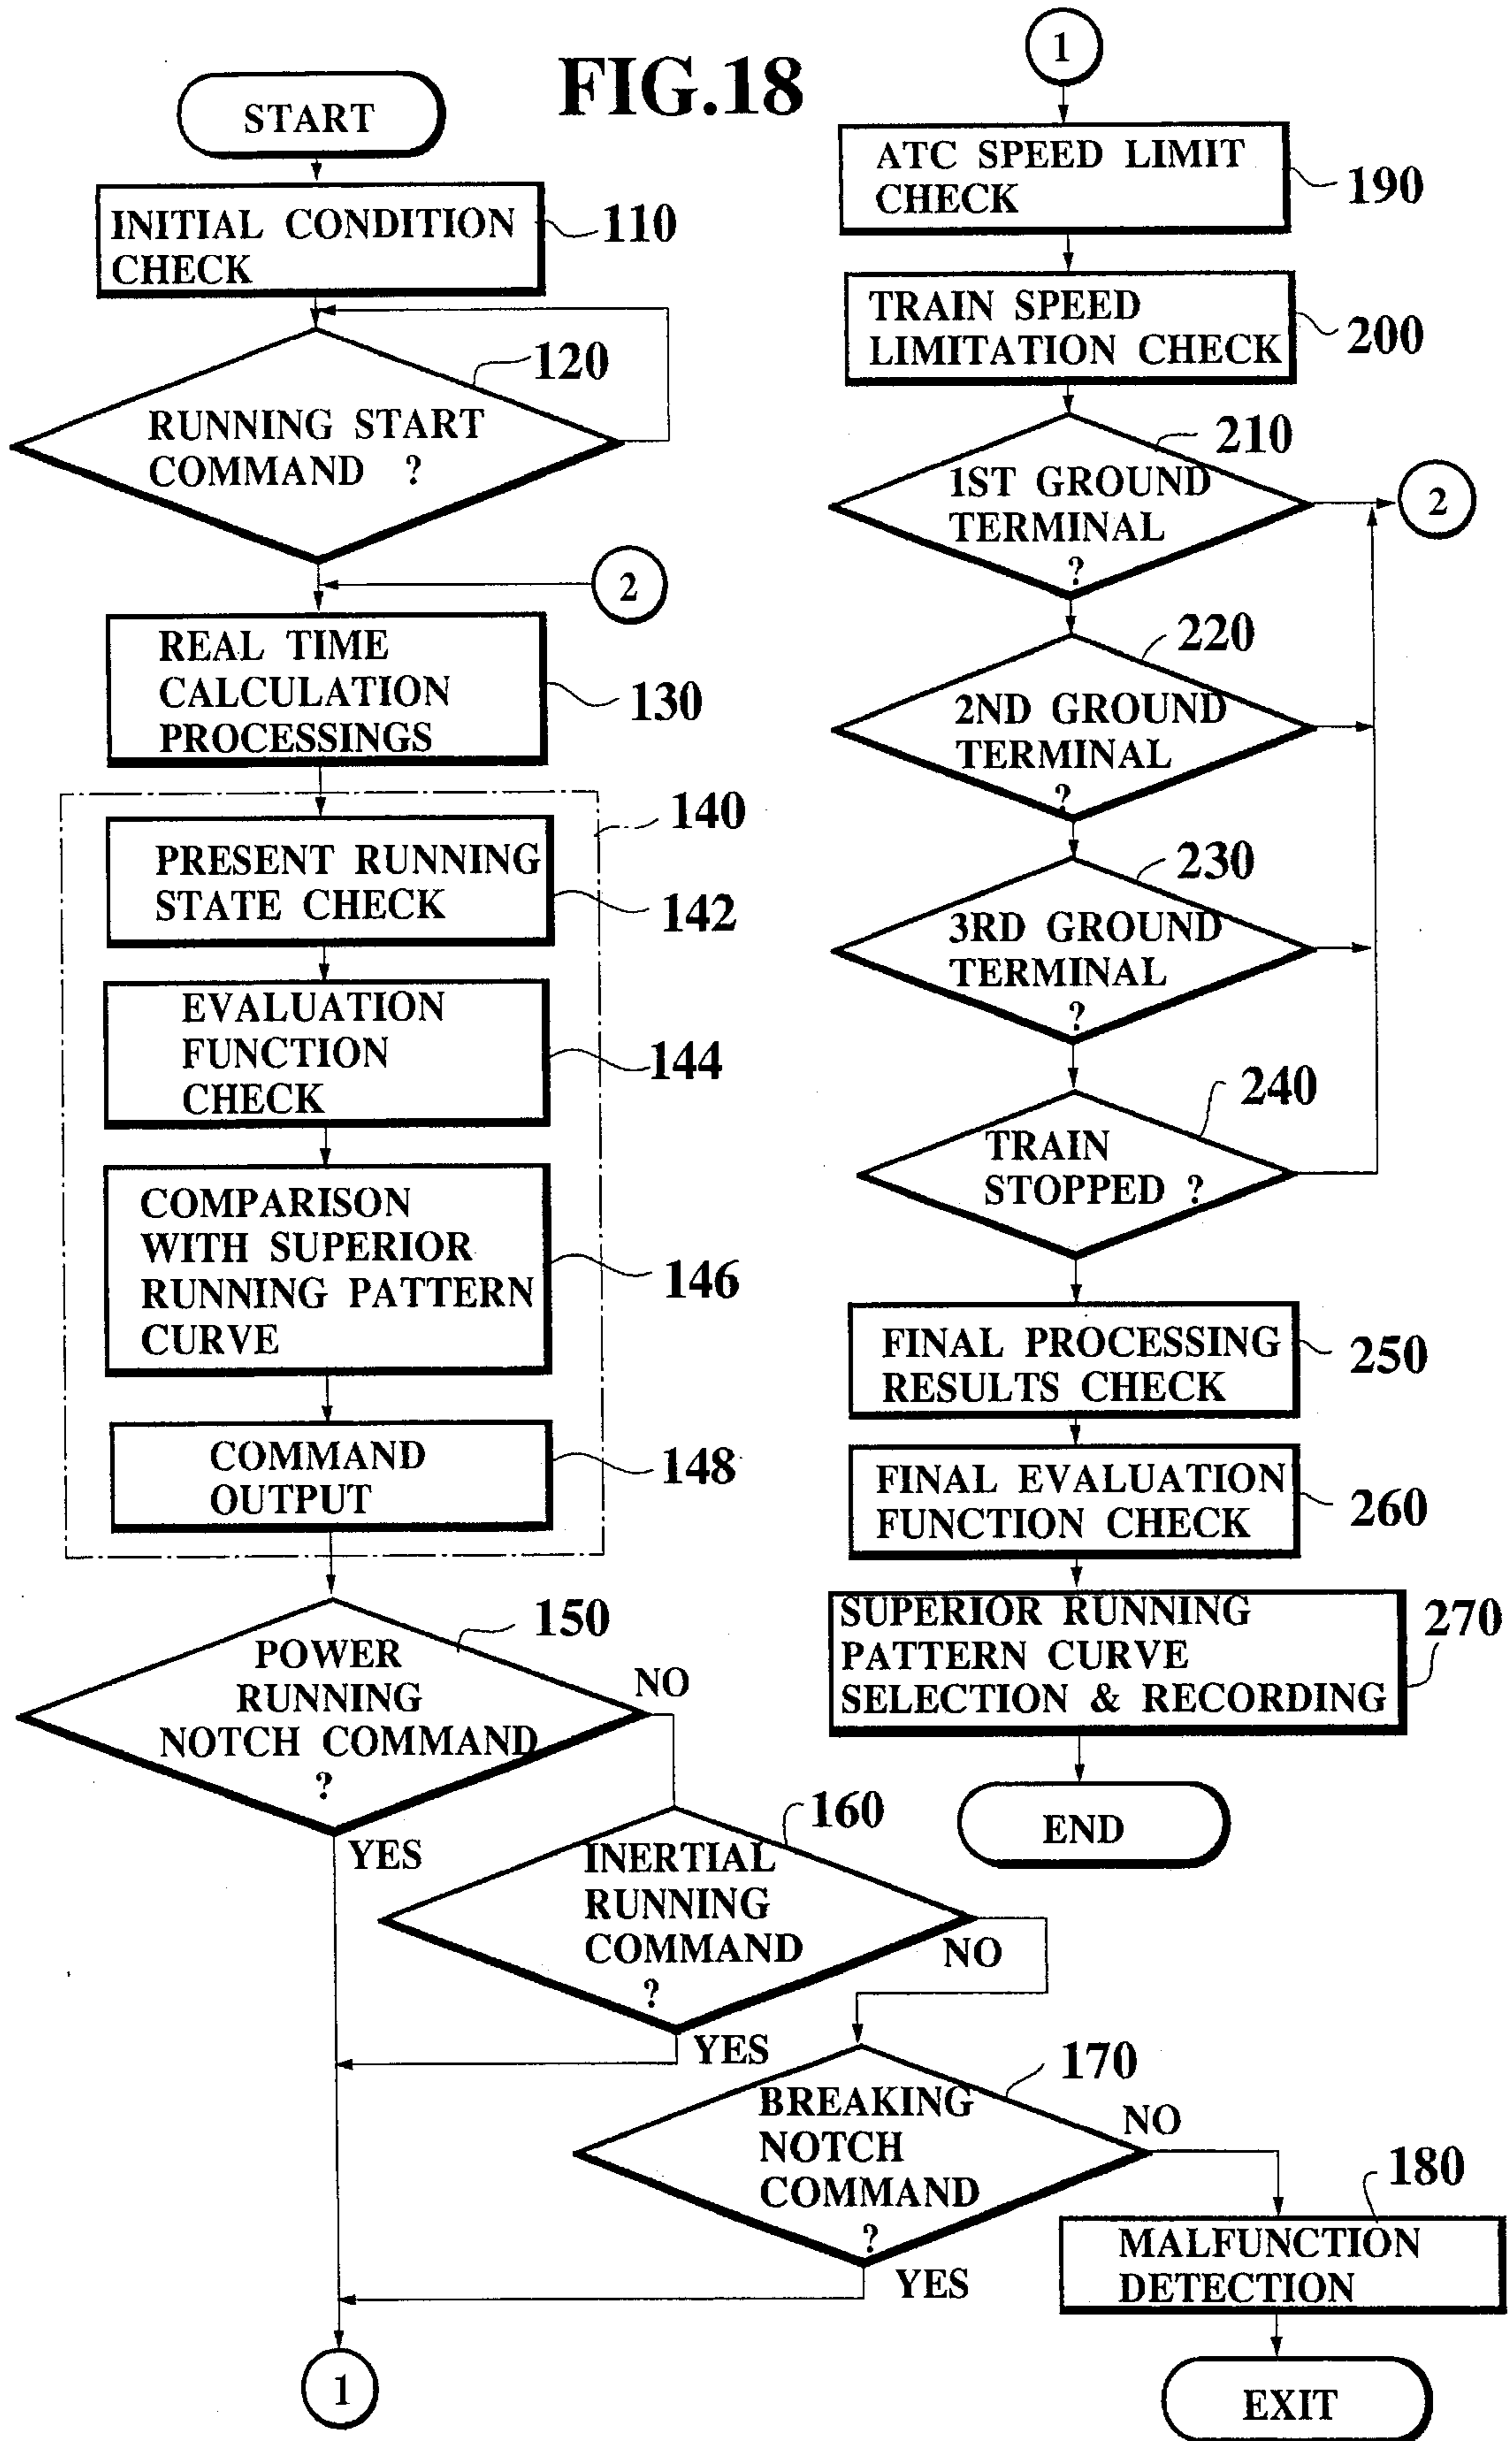 FIG.18
START
INITIAL CONDITION
CHECK
110
120
RUNNING START
COMMAND ?
2
REAL TIME
CALCULATION
PROCESSINGS
130
140
PRESENT RUNNING
STATE CHECK
142
EVALUATION
FUNCTION
CHECK
144
COMPARISON
WITH SUPERIOR
RUNNING PATTERN
CURVE
146
COMMAND
OUTPUT
148
150
POWER
RUNNING
NOTCH COMMAND
?
NO
YES
160
INERTIAL
RUNNING
COMMAND
?
NO
YES
170
BREAKING
NOTCH
COMMAND
?
NO
YES
180
MALFUNCTION
DETECTION
EXIT
1
1
ATC SPEED LIMIT
CHECK
190
TRAIN SPEED
LIMITATION CHECK
200
210
1ST GROUND
TERMINAL
?
2
220
2ND GROUND
TERMINAL
?
230
3RD GROUND
TERMINAL
?
240
TRAIN
STOPPED ?
FINAL PROCESSING
RESULTS CHECK
250
FINAL EVALUATION
FUNCTION CHECK
260
SUPERIOR RUNNING
PATTERN CURVE
SELECTION & RECORDING
270
END